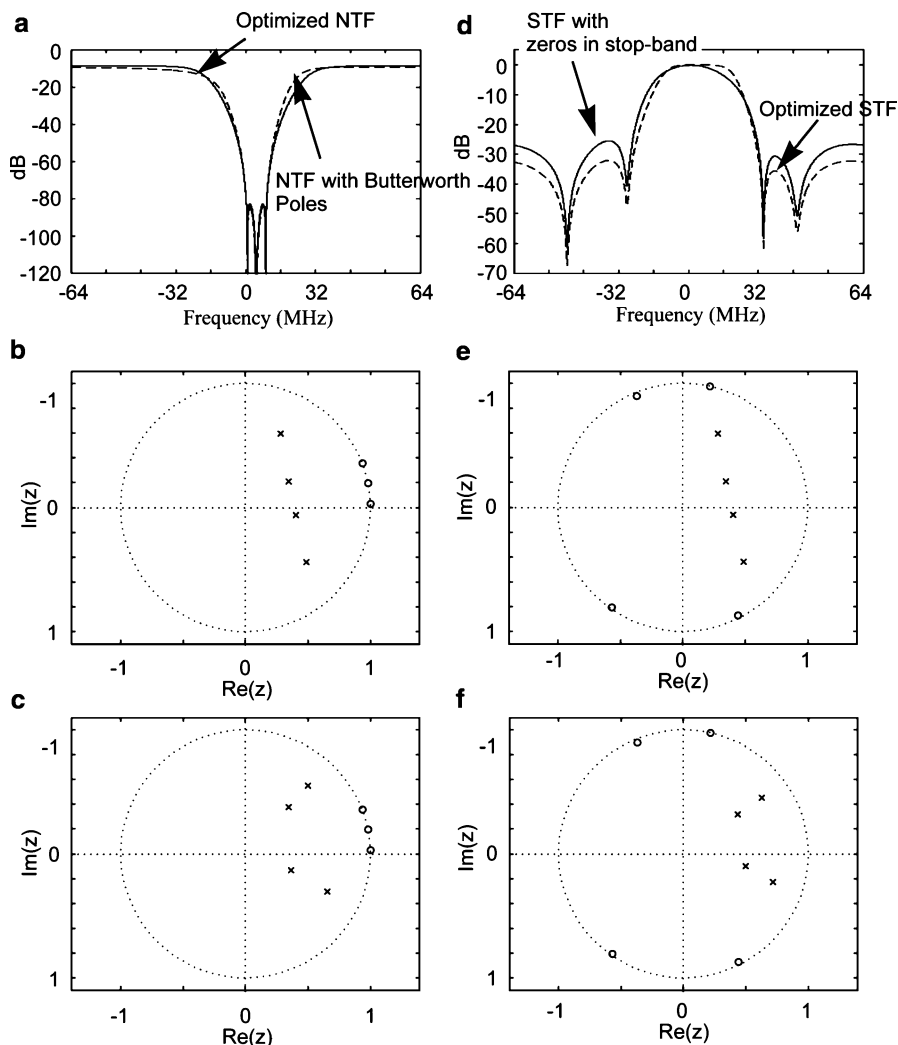 a
Optimized NTF
0
-20
-40
-60
-80
-100
-120
dB
NTF with Butterworth
Poles
-64
-32
0
32
64
Frequency (MHz)
d
STF with
zeros in stop-band
0
-10
-20
-30
-40
-50
-60
-70
dB
Optimized STF
-64
-32
0
32
64
Frequency (MHz)
b
-1
0
1
Im(z)
-1
0
1
Re(z)
e
-1
0
1
Im(z)
-1
0
1
Re(z)
c
-1
0
1
Im(z)
-1
0
1
Re(z)
f
-1
0
1
Im(z)
-1
0
1
Re(z)